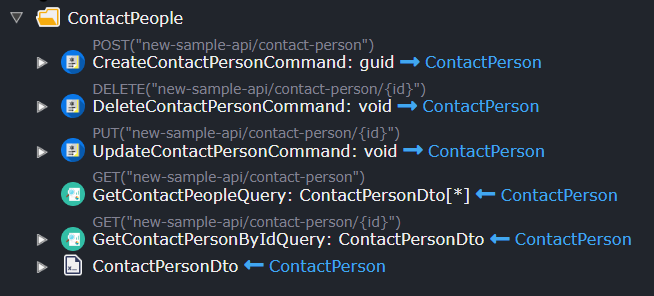 ContactPeople
POST("new-sample-api/contact-person")
CreateContactPersonCommand: guid → ContactPerson
DELETE("new-sample-api/contact-person/{id}")
DeleteContactPersonCommand: void → ContactPerson
PUT("new-sample-api/contact-person/{id}")
UpdateContactPersonCommand: void → ContactPerson
GET("new-sample-api/contact-person")
GetContactPeopleQuery: ContactPersonDto[*] ← ContactPerson
GET("new-sample-api/contact-person/{id}")
GetContactPersonByIdQuery: ContactPersonDto ← ContactPerson
ContactPersonDto ← ContactPerson